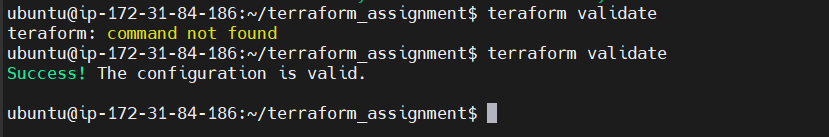 ubuntu@ip-172-31-84-186:~/terraform_assignment$ teraform validate
teraform: command not found
ubuntu@ip-172-31-84-186:~/terraform_assignment$ terraform validate
Success! The configuration is valid.
ubuntu@ip-172-31-84-186:~/terraform_assignment$